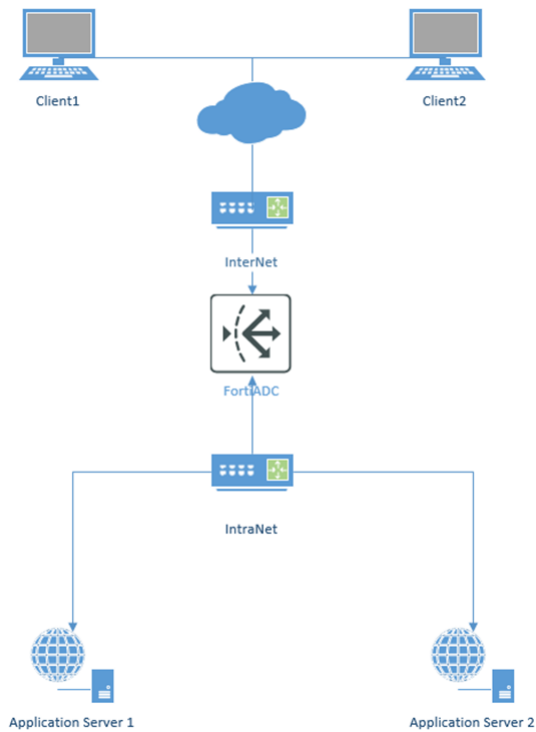 Client1
Client2
InterNet
FortiADC
IntraNet
Application Server 1
Application Server 2